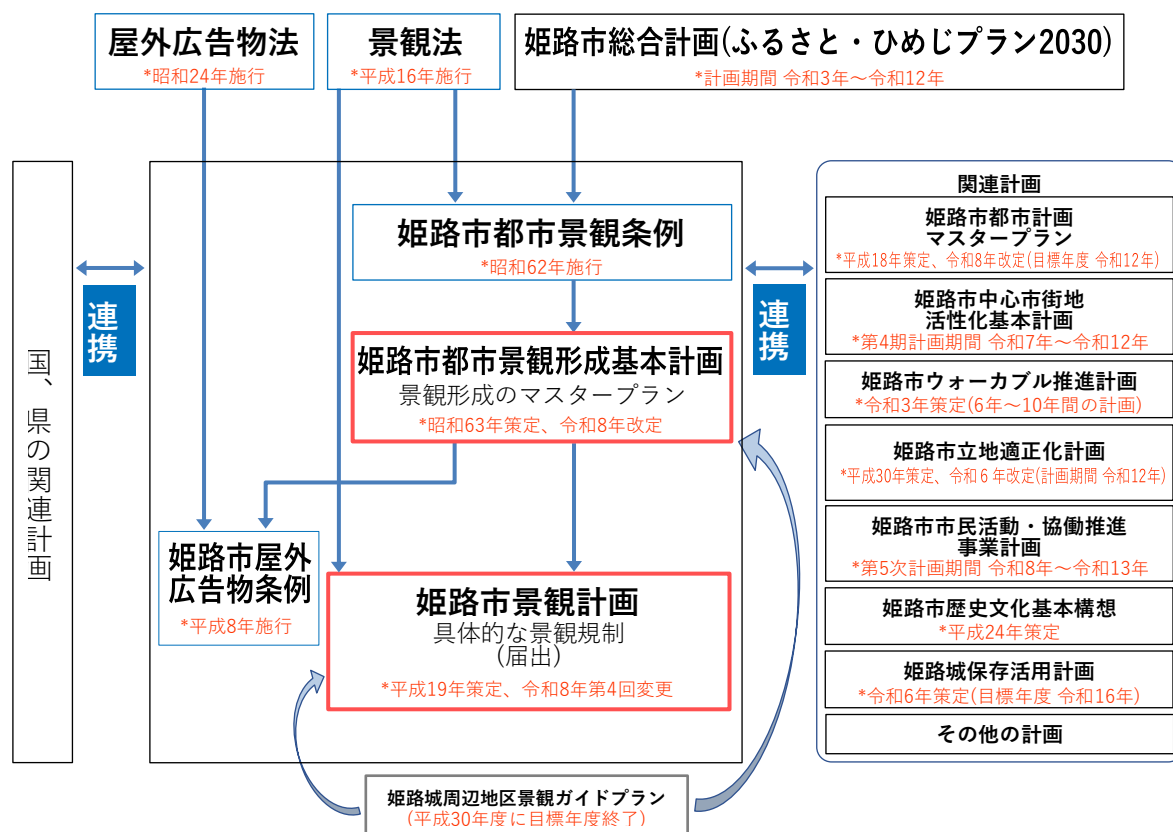 屋外広告物法
*昭和24年施行
景観法
*平成16年施行
姫路市総合計画(ふるさと・ひめじプラン2030)
*計画期間 令和3年～令和12年
国、県の関連計画
連携
姫路市都市景観条例
*昭和62年施行
姫路市都市景観形成基本計画
景観形成のマスタープラン
*昭和63年策定、令和8年改定
姫路市屋外
広告物条例
*平成8年施行
姫路市景観計画
具体的な景観規制
(届出)
*平成19年策定、令和8年第4回変更
連携
関連計画
姫路市都市計画
マスタープラン
*平成18年策定、令和8年改定(目標年度 令和12年)
姫路市中心市街地
活性化基本計画
*第4期計画期間 令和7年～令和12年
姫路市ウォーカブル推進計画
*令和3年策定(6年～10年間の計画)
姫路市立地適正化計画
*平成30年策定、令和６年改定(計画期間 令和12年)
姫路市市民活動・協働推進
事業計画
*第5次計画期間 令和8年～令和13年
姫路市歴史文化基本構想
*平成24年策定
姫路城保存活用計画
*令和6年策定(目標年度 令和16年)
その他の計画
姫路城周辺地区景観ガイドプラン
(平成30年度に目標年度終了)